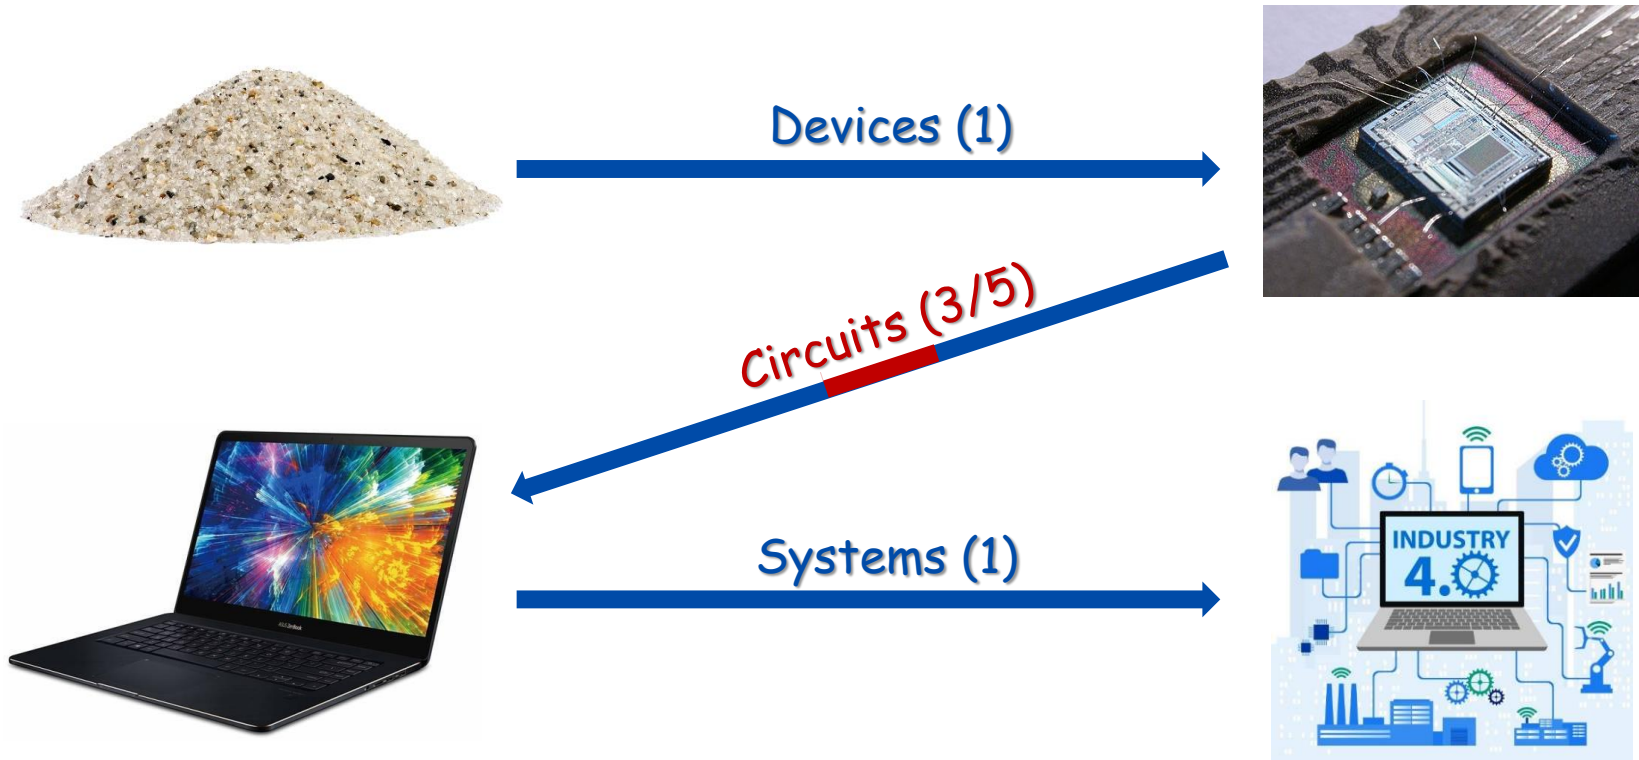 Devices (1)
Circuits (3/5)
Systems (1)
INDUSTRY
4.0